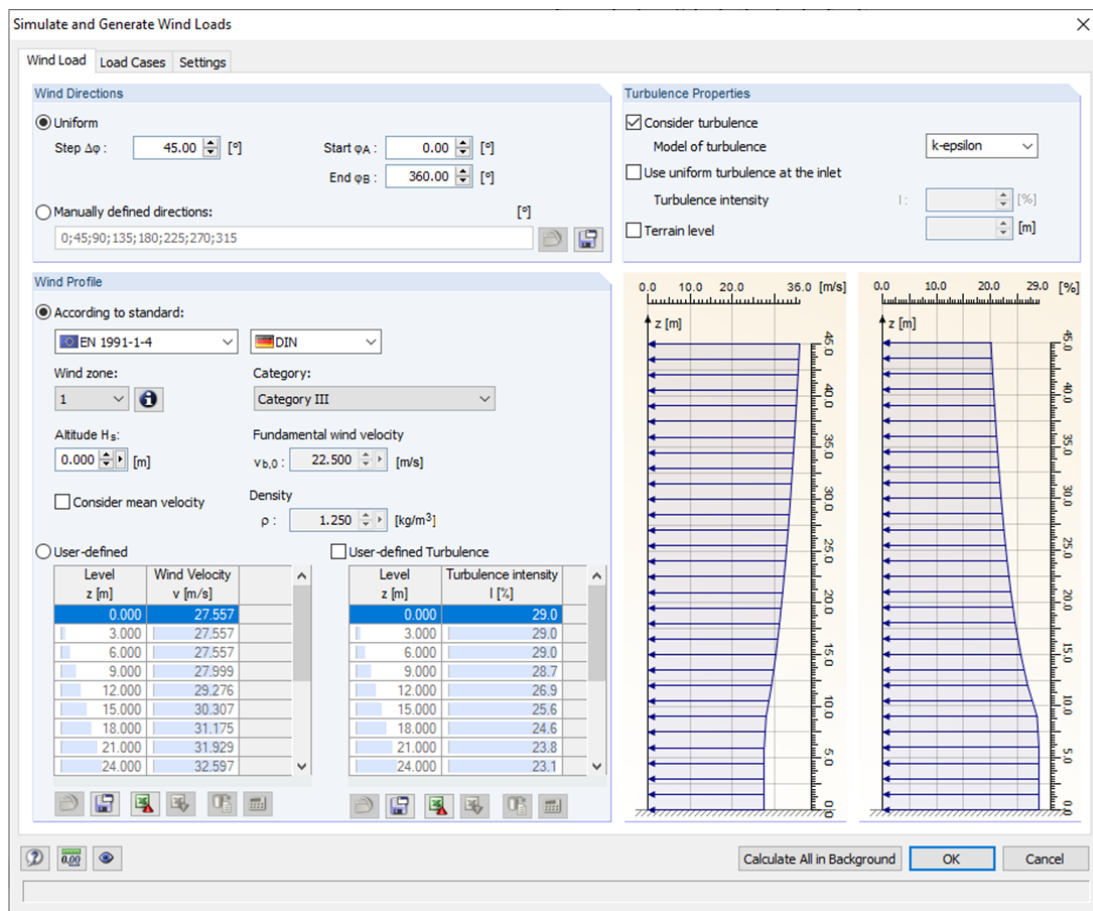 Simulate and Generate Wind Loads
Wind Load Load Cases Settings
Wind Directions
Uniform
Step Δφ : 45.00 [°] Start φA : 0.00 [°]
End φB : 360.00 [°]
Manually defined directions: [°]
0;45;90;135;180;225;270;315
Turbulence Properties
Consider turbulence
Model of turbulence k-epsilon
Use uniform turbulence at the inlet
Turbulence intensity I : [%]
Terrain level [m]
Wind Profile
According to standard:
EN 1991-1-4 DIN
Wind zone: Category:
1 Category III
Altitude Hs: Fundamental wind velocity
0.000 [m] vb,0 : 22.500 [m/s]
Consider mean velocity Density
ρ : 1.250 [kg/m³]
User-defined
Level Wind Velocity
z [m] v [m/s]
0.000 27.557
3.000 27.557
6.000 27.557
9.000 27.999
12.000 29.276
15.000 30.307
18.000 31.175
21.000 31.929
24.000 32.597
User-defined Turbulence
Level Turbulence intensity
z [m] I [%]
0.000 29.0
3.000 29.0
6.000 29.0
9.000 28.7
12.000 26.9
15.000 25.6
18.000 24.6
21.000 23.8
24.000 23.1
0.0 10.0 20.0 36.0 [m/s]
z [m]
45.0
40.0
35.0
30.0
25.0
20.0
15.0
10.0
5.0
0.0
0.0 10.0 20.0 29.0 [%]
z [m]
45.0
40.0
35.0
30.0
25.0
20.0
15.0
10.0
5.0
0.0
0.00
Calculate All in Background OK Cancel